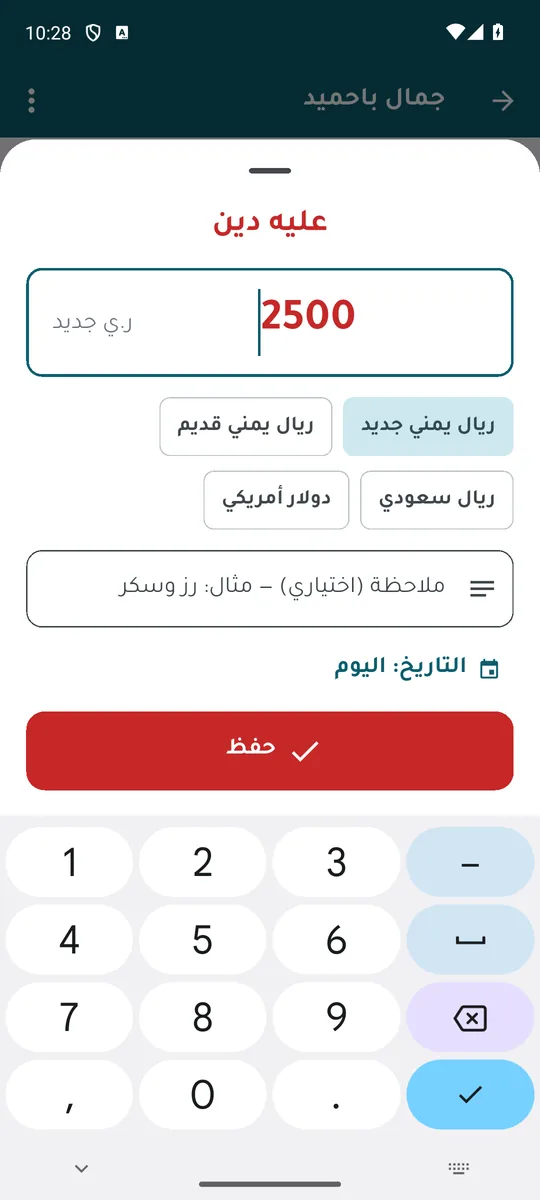 10:28
جمال باحميد
عليه دين
2500 ر.ي جديد
ريال يمني جديد ريال يمني قديم
ريال سعودي دولار أمريكي
ملاحظة (اختياري) – مثال: رز وسكر
التاريخ: اليوم
حفظ
1 2 3 –
4 5 6
7 8 9
, 0 .